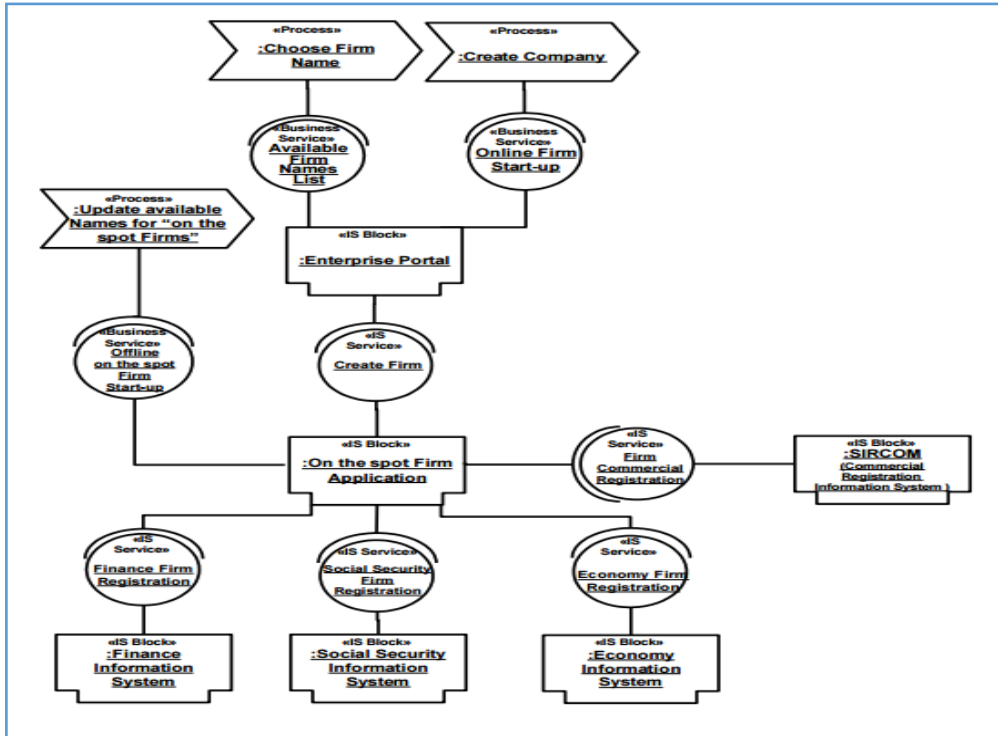 «Process»
:Choose Firm
Name
«Process»
:Create Company
«Business
Service»
Available
Firm
Names
List
«Business
Service»
Online Firm
Start-up
«Process»
:Update available
Names for “on the
spot Firms”
«IS Block»
:Enterprise Portal
«Business
Service»
Offline
on the spot
Firm
Start-up
«IS
Service»
Create Firm
«IS Block»
:On the spot Firm
Application
«IS
Service»
Firm
Commercial
Registration
«IS Block»
:SIRCOM
(Commercial
Registration
Information System )
«IS
Service»
Finance Firm
Registration
«IS Service»
Social Security
Firm
Registration
«IS
Service»
Economy Firm
Registration
«IS Block»
:Finance
Information
System
«IS Block»
:Social Security
Information
System
«IS Block»
:Economy
Information
System